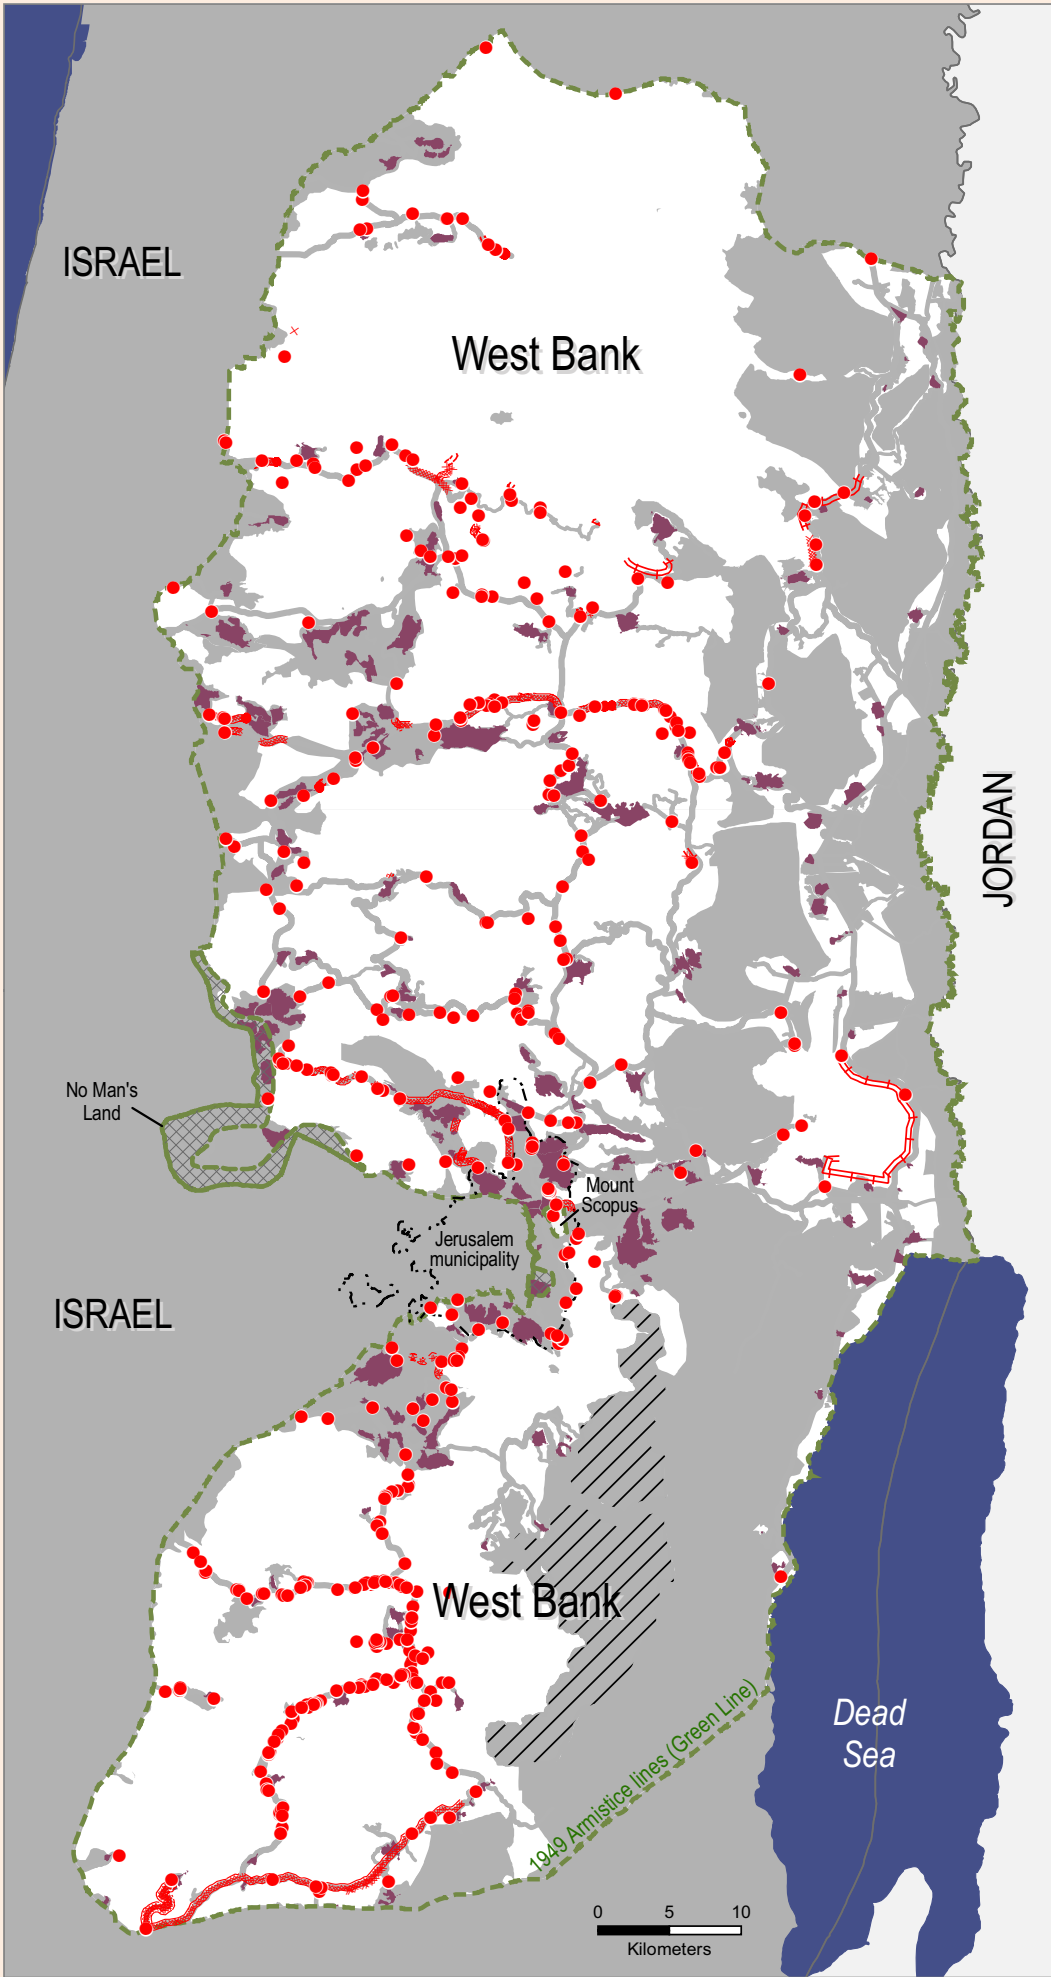 ISRAEL
West Bank
JORDAN
No Man's
Land
Mount
Scopus
Jerusalem
municipality
ISRAEL
West Bank
Dead
Sea
1949 Armistice lines (Green Line)
0 5 10
Kilometers